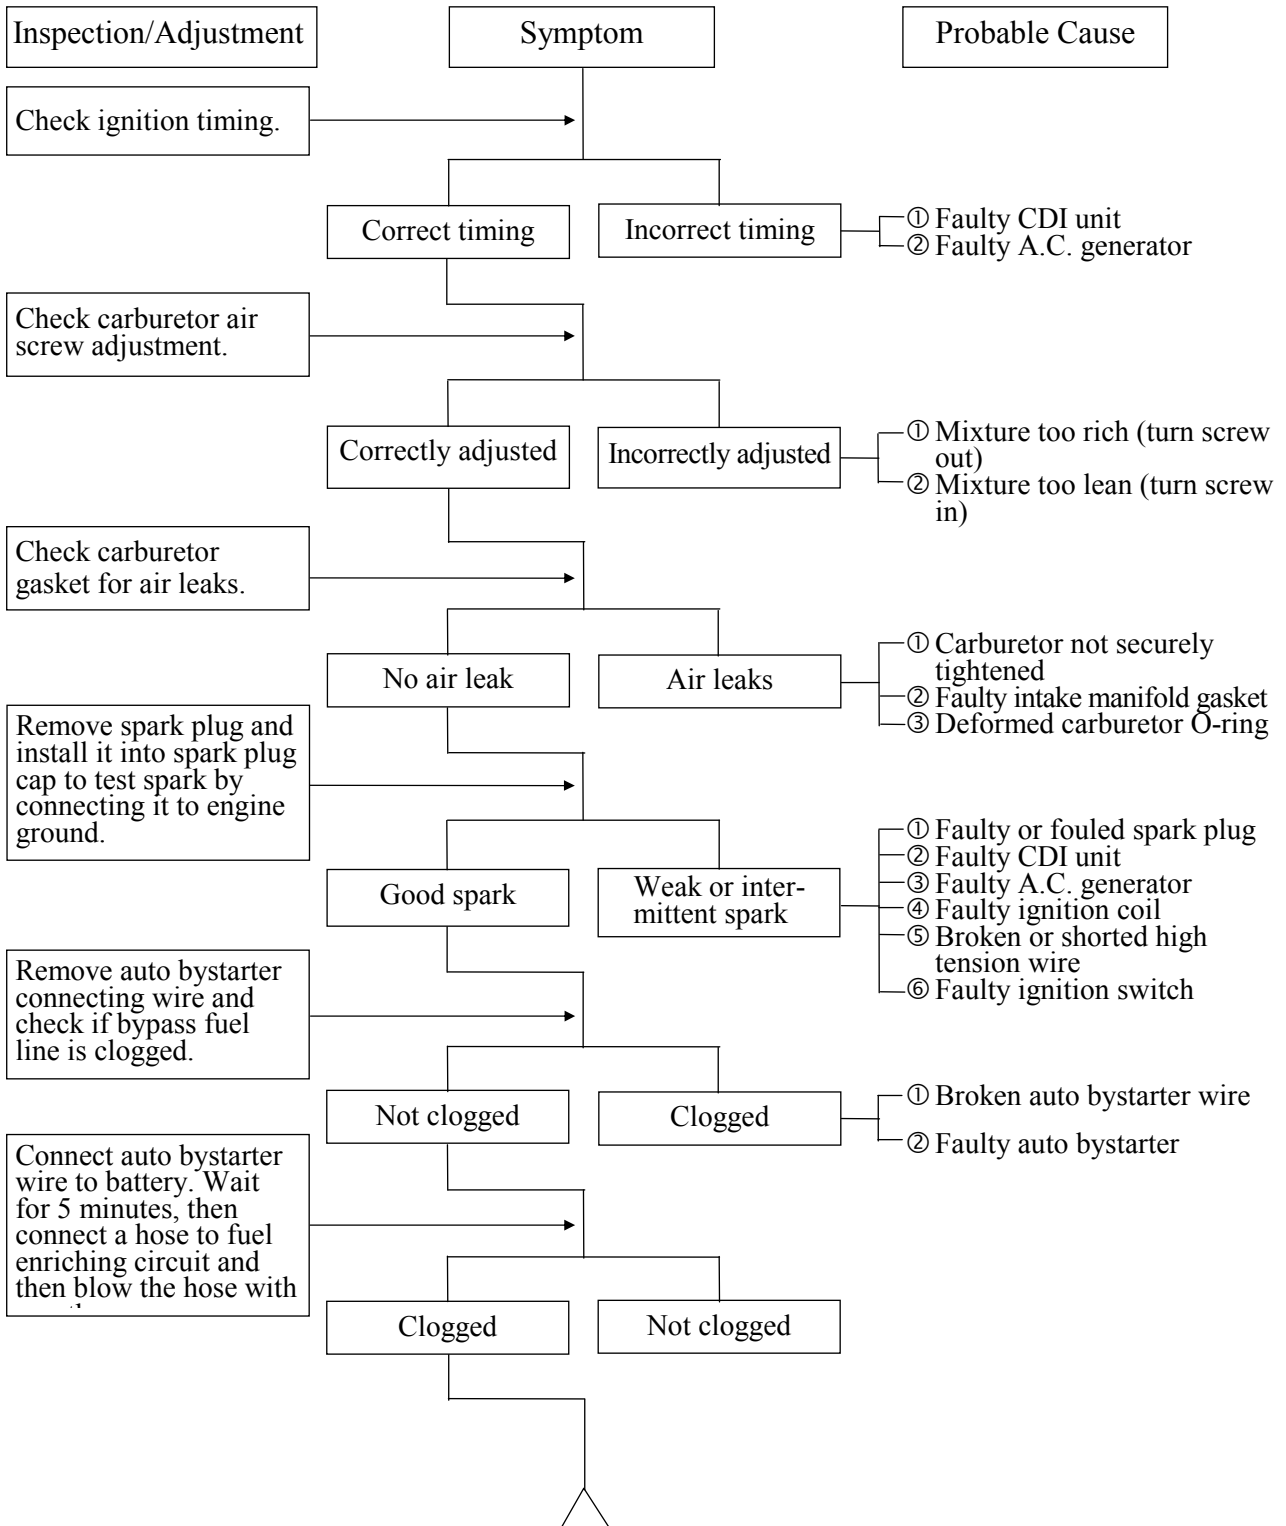 Inspection/Adjustment
Symptom
Probable Cause
Check ignition timing.
Correct timing
Incorrect timing
① Faulty CDI unit
② Faulty A.C. generator
Check carburetor air
screw adjustment.
Correctly adjusted
Incorrectly adjusted
① Mixture too rich (turn screw
out)
② Mixture too lean (turn screw
in)
Check carburetor
gasket for air leaks.
No air leak
Air leaks
① Carburetor not securely
tightened
② Faulty intake manifold gasket
③ Deformed carburetor O-ring
Remove spark plug and
install it into spark plug
cap to test spark by
connecting it to engine
ground.
Good spark
Weak or inter-
mittent spark
① Faulty or fouled spark plug
② Faulty CDI unit
③ Faulty A.C. generator
④ Faulty ignition coil
⑤ Broken or shorted high
tension wire
⑥ Faulty ignition switch
Remove auto bystarter
connecting wire and
check if bypass fuel
line is clogged.
Not clogged
Clogged
① Broken auto bystarter wire
② Faulty auto bystarter
Connect auto bystarter
wire to battery. Wait
for 5 minutes, then
connect a hose to fuel
enriching circuit and
then blow the hose with
Clogged
Not clogged